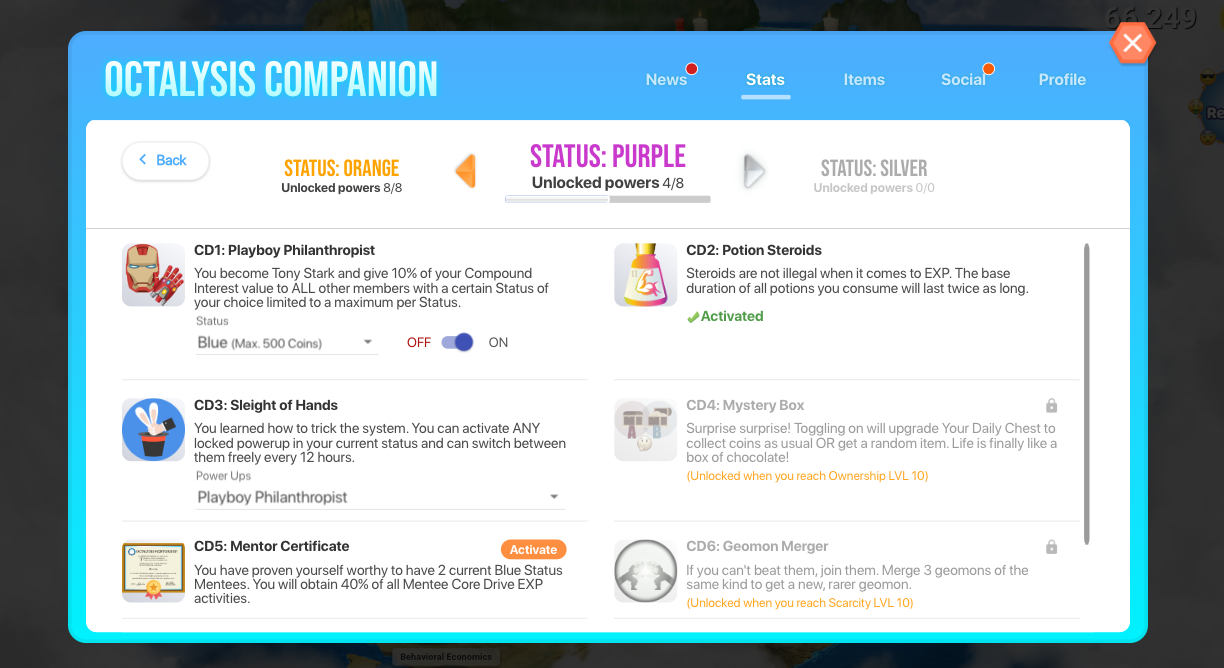 66,249
OCTALYSIS COMPANION
News
Stats
Items
Social
Profile
Back
STATUS: ORANGE
Unlocked powers 8/8
STATUS: PURPLE
Unlocked powers 4/8
STATUS: SILVER
Unlocked powers 0/0
CD1: Playboy Philanthropist
You become Tony Stark and give 10% of your Compound
Interest value to ALL other members with a certain Status of
your choice limited to a maximum per Status.
Status
Blue (Max. 500 Coins)
OFF
ON
CD2: Potion Steroids
Steroids are not illegal when it comes to EXP. The base
duration of all potions you consume will last twice as long.
Activated
CD3: Sleight of Hands
You learned how to trick the system. You can activate ANY
locked powerup in your current status and can switch between
them freely every 12 hours.
Power Ups
Playboy Philanthropist
CD4: Mystery Box
Surprise surprise! Toggling on will upgrade Your Daily Chest to
collect coins as usual OR get a random item. Life is finally like a
box of chocolate!
(Unlocked when you reach Ownership LVL 10)
A B
CD5: Mentor Certificate
Activate
You have proven yourself worthy to have 2 current Blue Status
Mentees. You will obtain 40% of all Mentee Core Drive EXP
activities.
CD6: Geomon Merger
If you can't beat them, join them. Merge 3 geomons of the
same kind to get a new, rarer geomon.
(Unlocked when you reach Scarcity LVL 10)
Re
Behavioral Economics